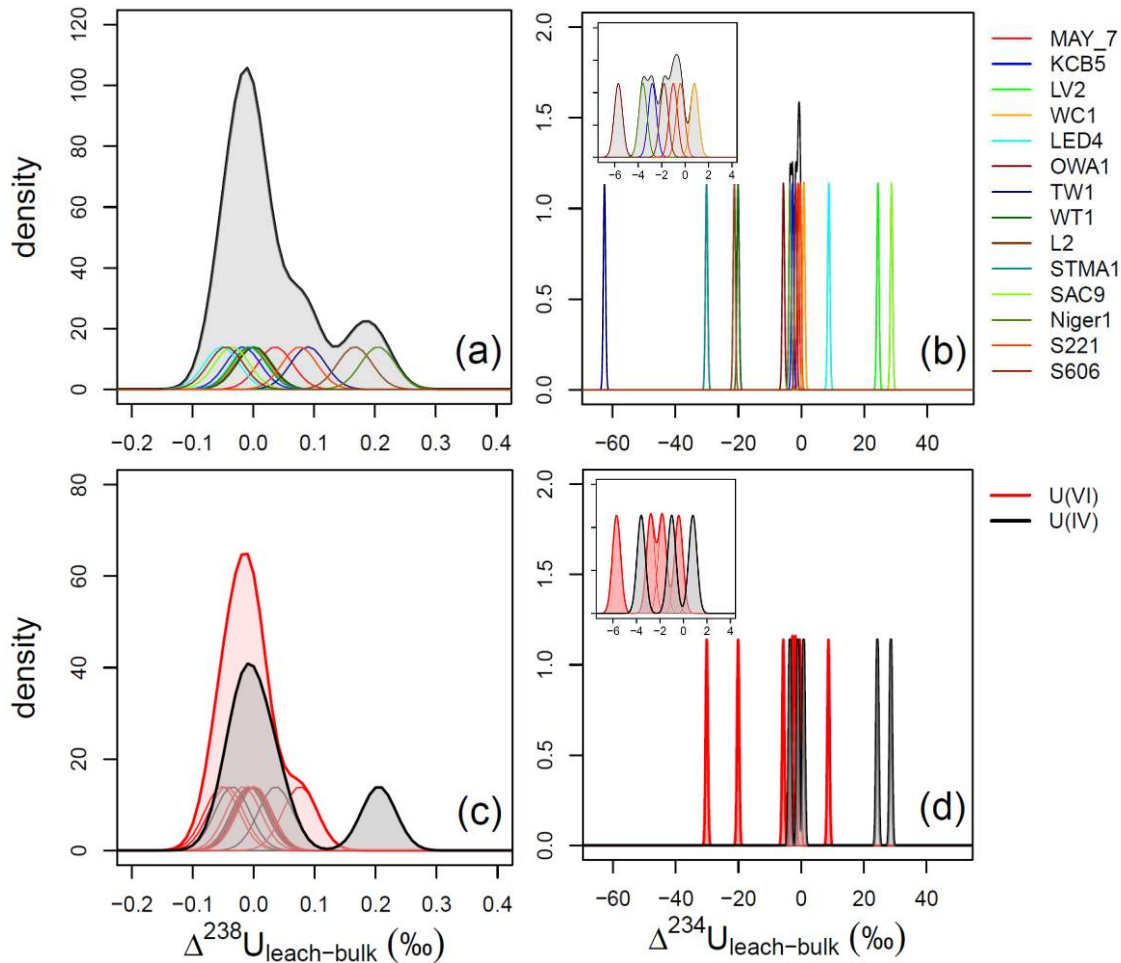 density
0 20 40 60 80 100 120
−0.2 −0.1 0.0 0.1 0.2 0.3 0.4
(a)
0.0 0.5 1.0 1.5 2.0
−6 −4 −2 0 2 4
−60 −40 −20 0 20 40
(b)
MAY_7
KCB5
LV2
WC1
LED4
OWA1
TW1
WT1
L2
STMA1
SAC9
Niger1
S221
S606
density
0 20 40 60 80
−0.2 −0.1 0.0 0.1 0.2 0.3 0.4
(c)
Δ²³⁸U leach−bulk (‰)
0.0 0.5 1.0 1.5 2.0
−6 −4 −2 0 2 4
−60 −40 −20 0 20 40
(d)
Δ²³⁴U leach−bulk (‰)
U(VI)
U(IV)